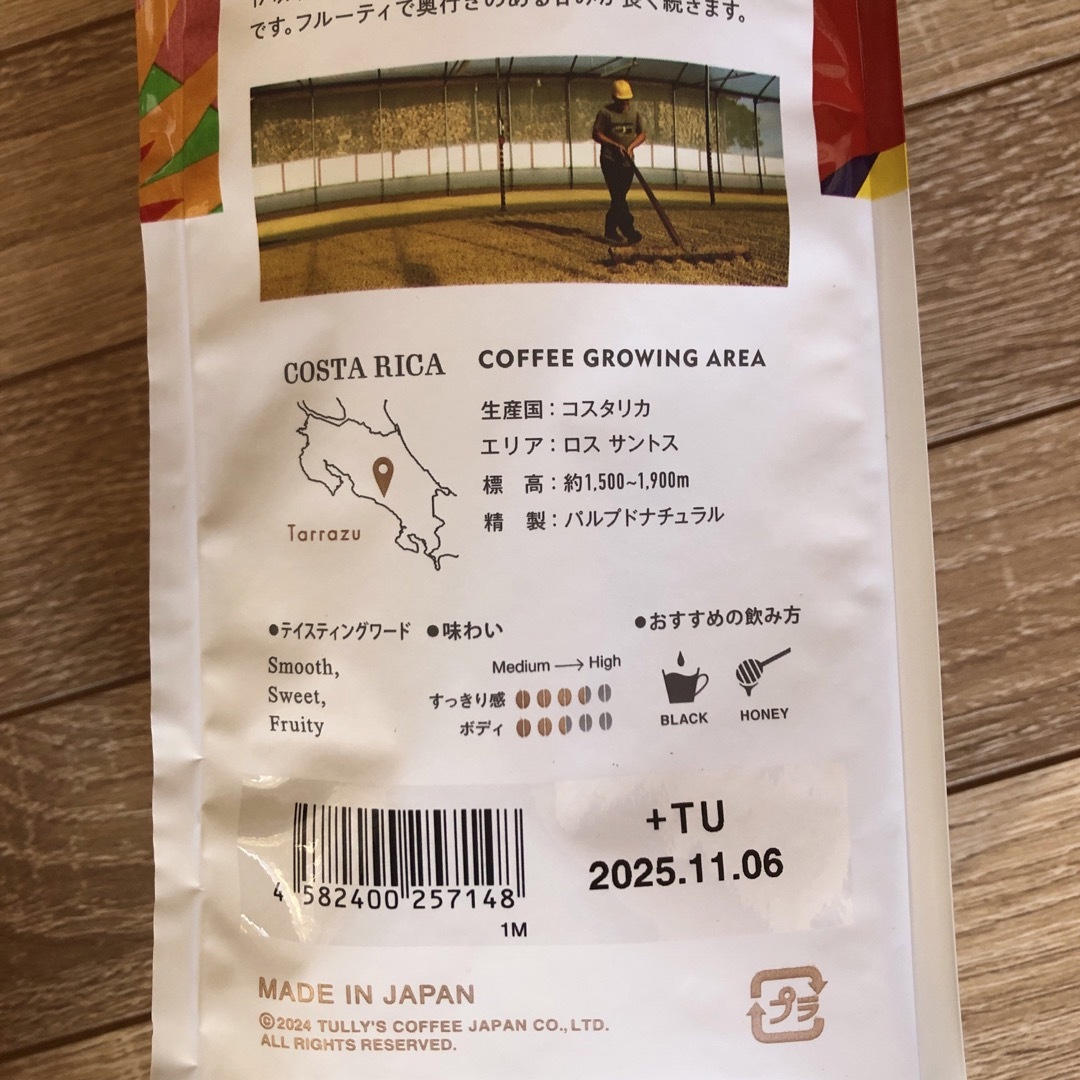 です。フルーティで奥行きのある甘みが長く続きます。
COSTA RICA
COFFEE GROWING AREA
生産国：コスタリカ
エリア：ロス サントス
標　高：約1,500~1,900m
精　製：パルプドナチュラル
Tarrazu
●テイスティングワード
Smooth,
Sweet,
Fruity
●味わい
Medium → High
すっきり感
ボディ
●おすすめの飲み方
BLACK
HONEY
4 582400 257148
1M
+TU
2025.11.06
MADE IN JAPAN
©2024 TULLY'S COFFEE JAPAN CO., LTD.
ALL RIGHTS RESERVED.
プラ